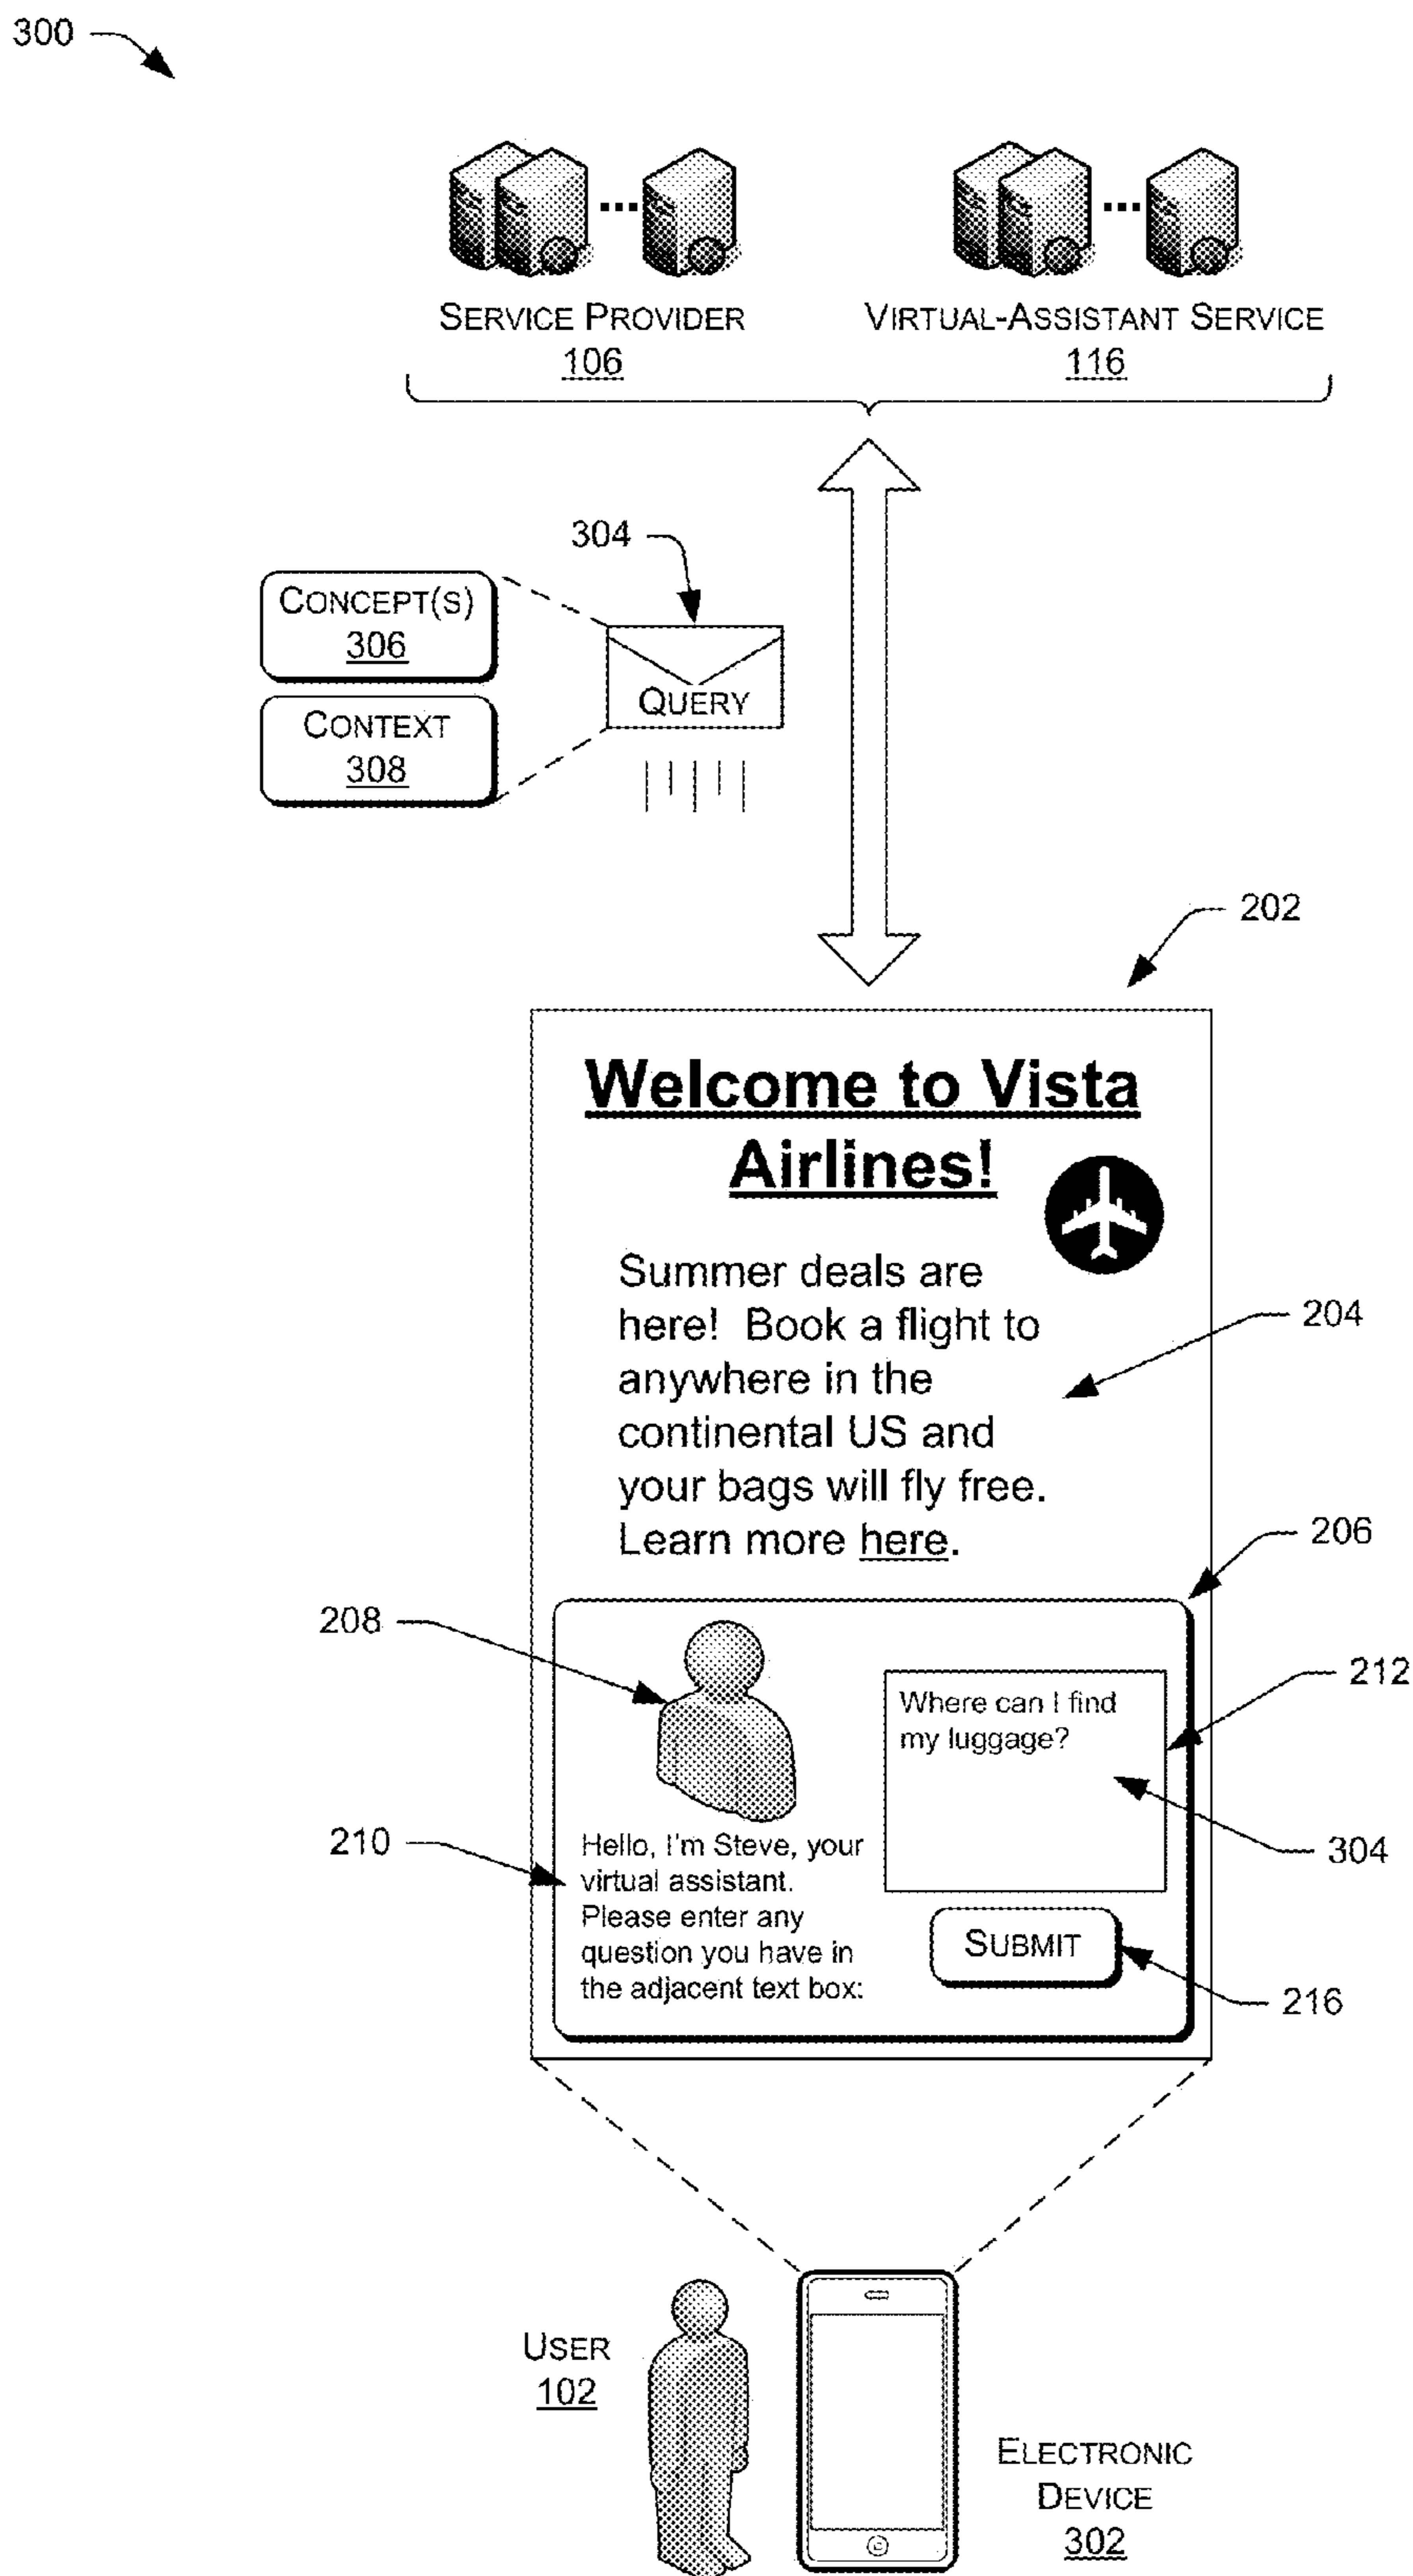 300
SERVICE PROVIDER
106
VIRTUAL-ASSISTANT SERVICE
116
304
CONCEPT(S)
306
CONTEXT
308
QUERY
202
Welcome to Vista
Airlines!
Summer deals are
here! Book a flight to
anywhere in the
continental US and
your bags will fly free.
Learn more here.
204
206
208
212
Where can I find
my luggage?
210
Hello, I'm Steve, your
virtual assistant.
Please enter any
question you have in
the adjacent text box:
304
SUBMIT
216
USER
102
ELECTRONIC
DEVICE
302